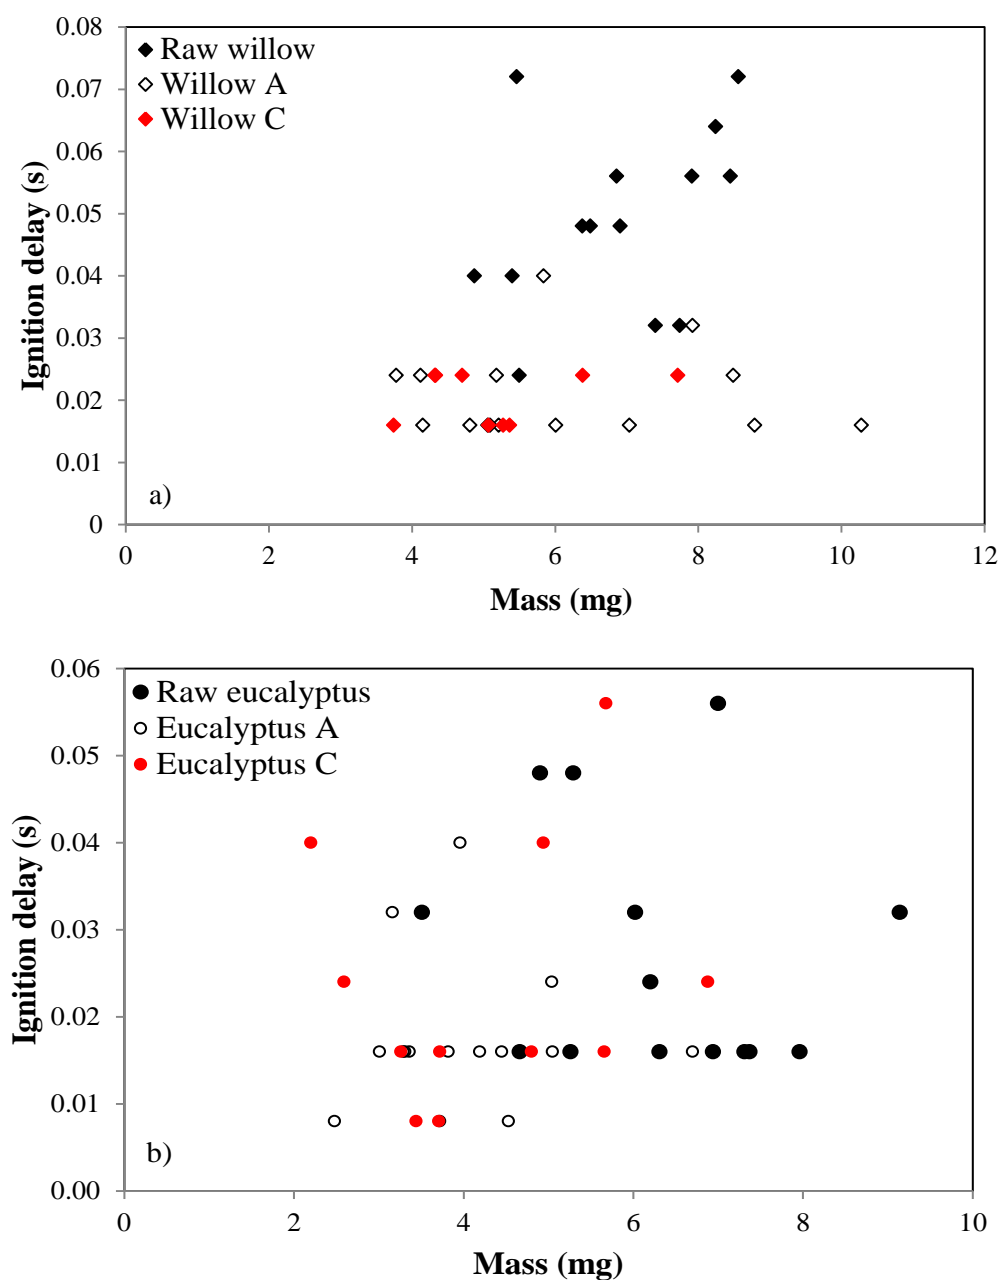 0.08
0.07
0.06
0.05
0.04
0.03
0.02
0.01
0
Ignition delay (s)
Raw willow
Willow A
Willow C
a)
0 2 4 6 8 10 12
Mass (mg)
0.06
0.05
0.04
0.03
0.02
0.01
0.00
Ignition delay (s)
Raw eucalyptus
Eucalyptus A
Eucalyptus C
b)
0 2 4 6 8 10
Mass (mg)